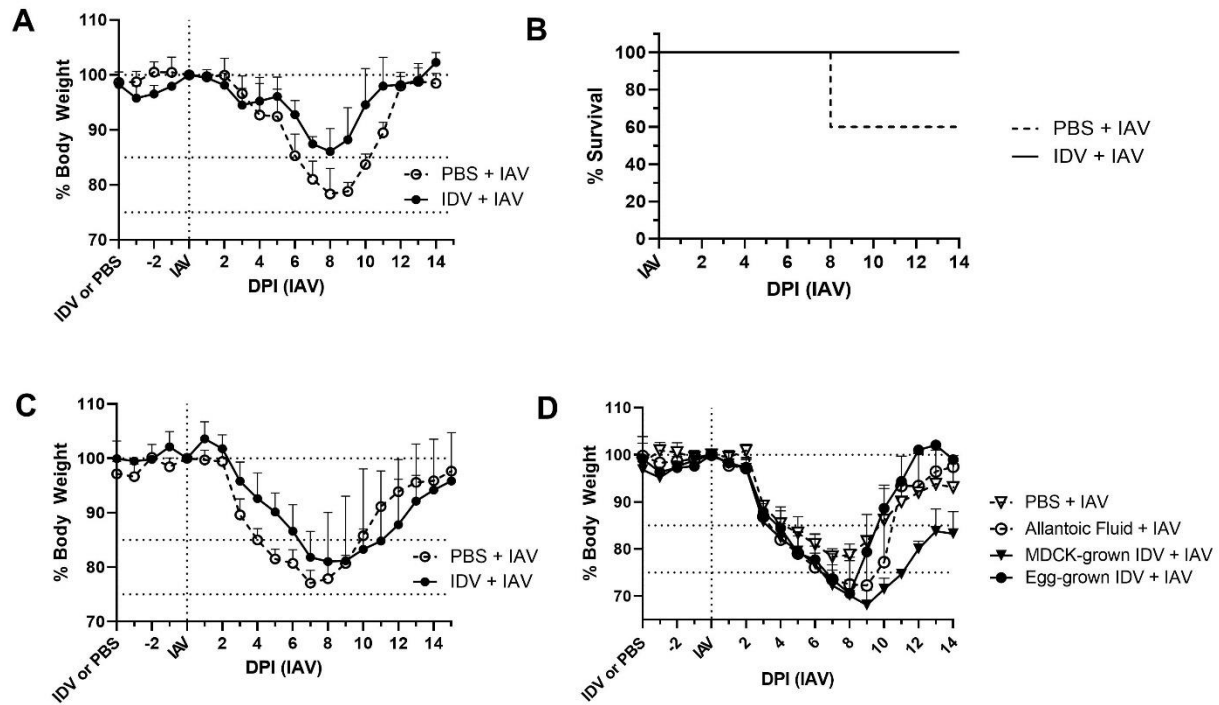 A
% Body Weight
110
100
90
80
70
PBS + IAV
IDV + IAV
IDV or PBS
-2
IAV
2
4
6
8
10
12
14
DPI (IAV)
B
% Survival
100
80
60
40
20
0
IAV
2
4
6
8
10
12
14
DPI (IAV)
PBS + IAV
IDV + IAV
C
% Body Weight
110
100
90
80
70
PBS + IAV
IDV + IAV
IDV or PBS
-2
IAV
2
4
6
8
10
12
14
DPI (IAV)
D
% Body Weight
110
100
90
80
70
IDV or PBS
-2
IAV
2
4
6
8
10
12
14
DPI (IAV)
PBS + IAV
Allantoic Fluid + IAV
MDCK-grown IDV + IAV
Egg-grown IDV + IAV